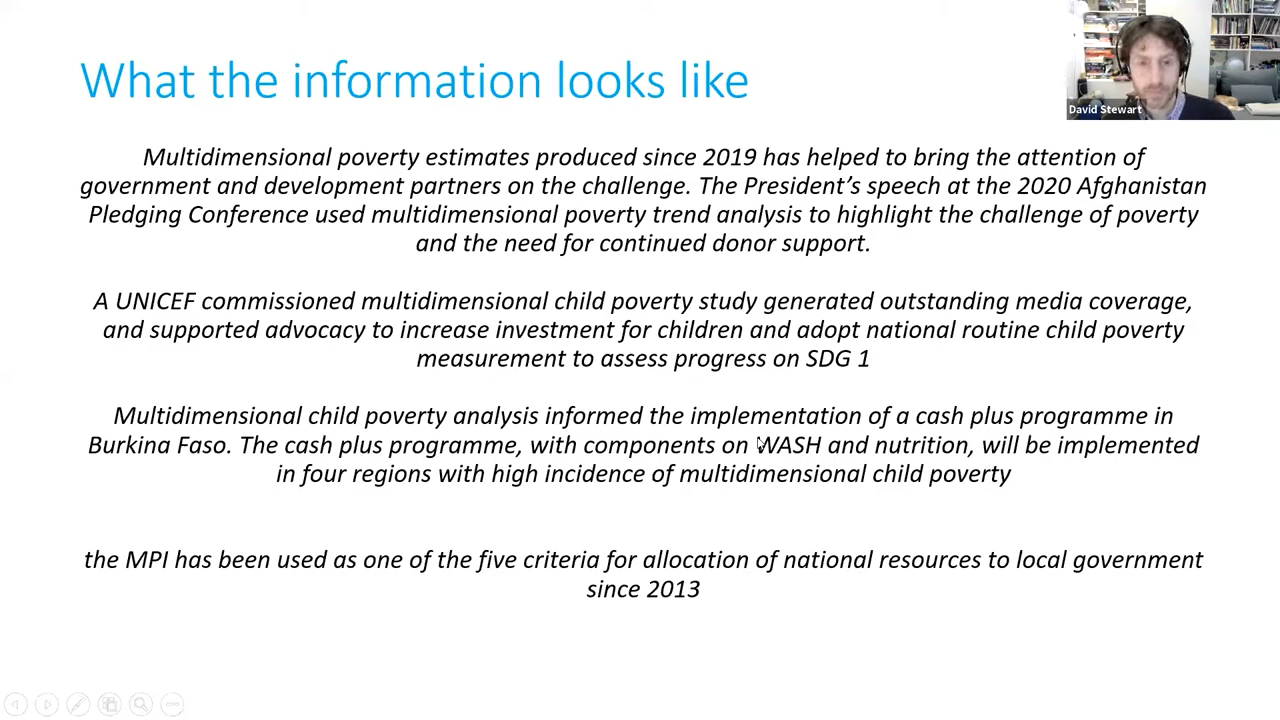 What the information looks like
David Stewart
Multidimensional poverty estimates produced since 2019 has helped to bring the attention of
government and development partners on the challenge. The President’s speech at the 2020 Afghanistan
Pledging Conference used multidimensional poverty trend analysis to highlight the challenge of poverty
and the need for continued donor support.
A UNICEF commissioned multidimensional child poverty study generated outstanding media coverage,
and supported advocacy to increase investment for children and adopt national routine child poverty
measurement to assess progress on SDG 1
Multidimensional child poverty analysis informed the implementation of a cash plus programme in
Burkina Faso. The cash plus programme, with components on WASH and nutrition, will be implemented
in four regions with high incidence of multidimensional child poverty
the MPI has been used as one of the five criteria for allocation of national resources to local government
since 2013